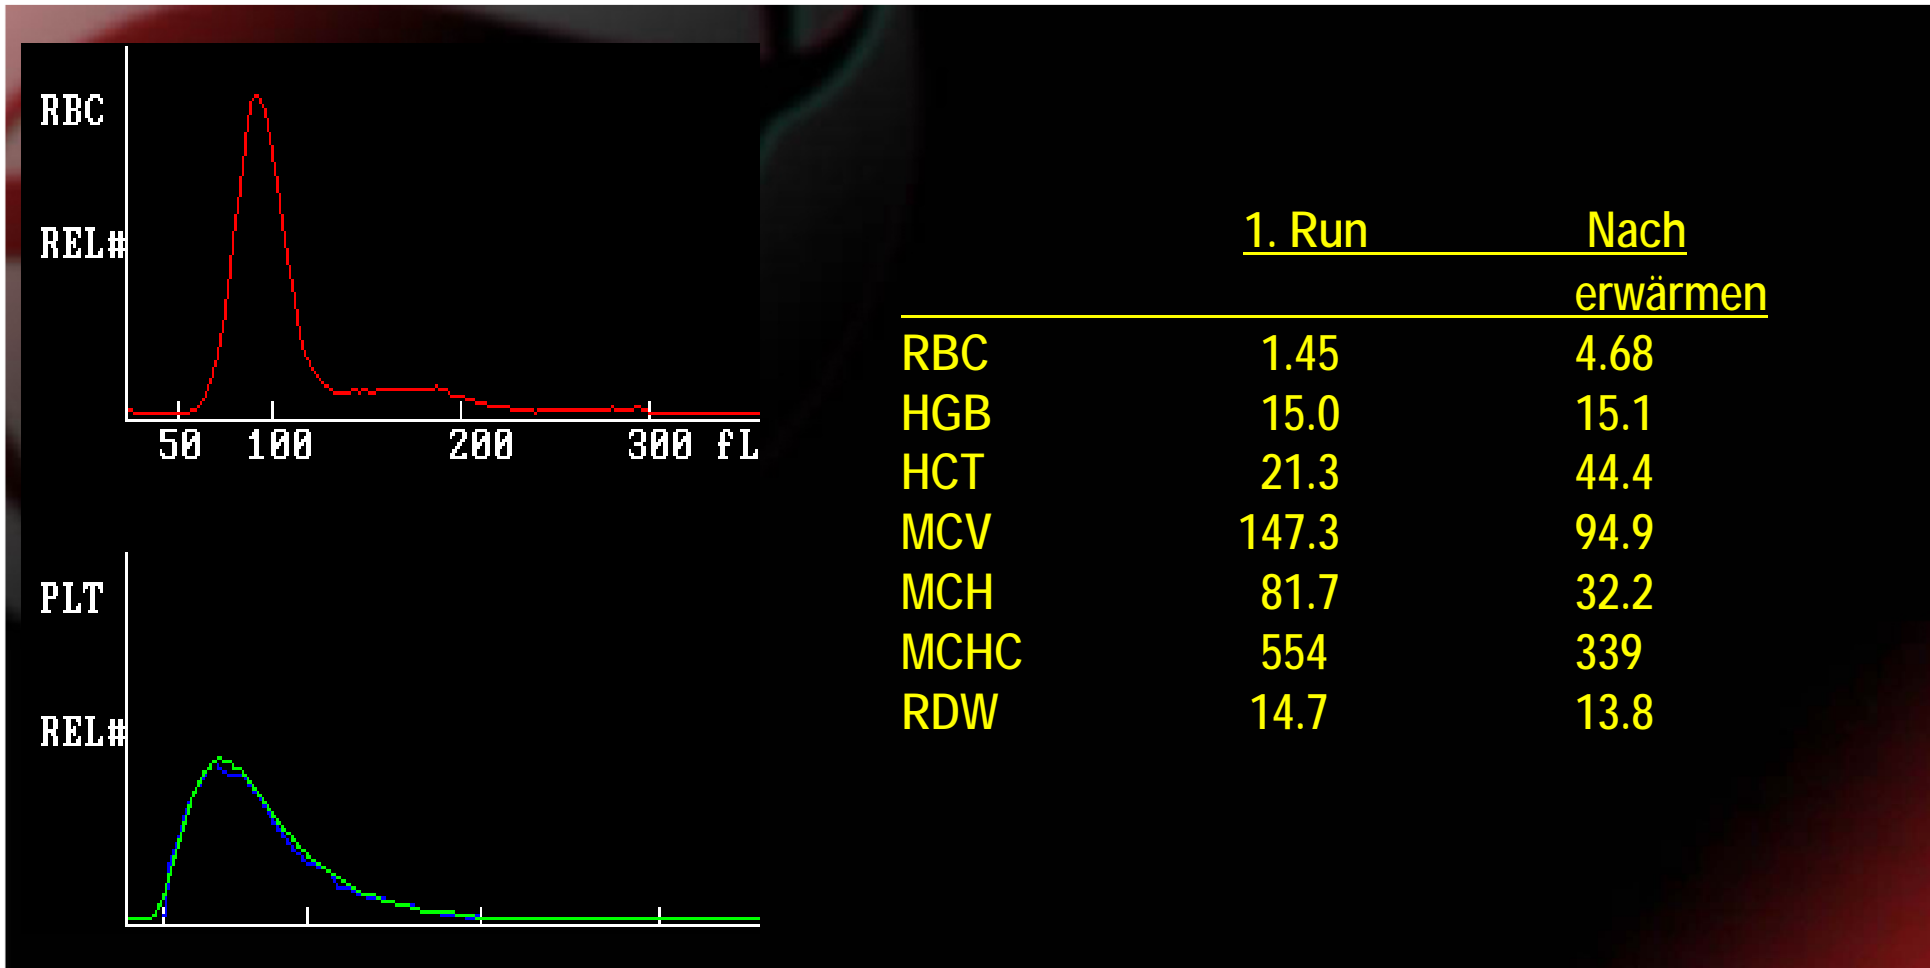 RBC
REL#
50 100 200 300 fL
PLT
REL#
1. Run Nach
erwärmen
RBC 1.45 4.68
HGB 15.0 15.1
HCT 21.3 44.4
MCV 147.3 94.9
MCH 81.7 32.2
MCHC 554 339
RDW 14.7 13.8